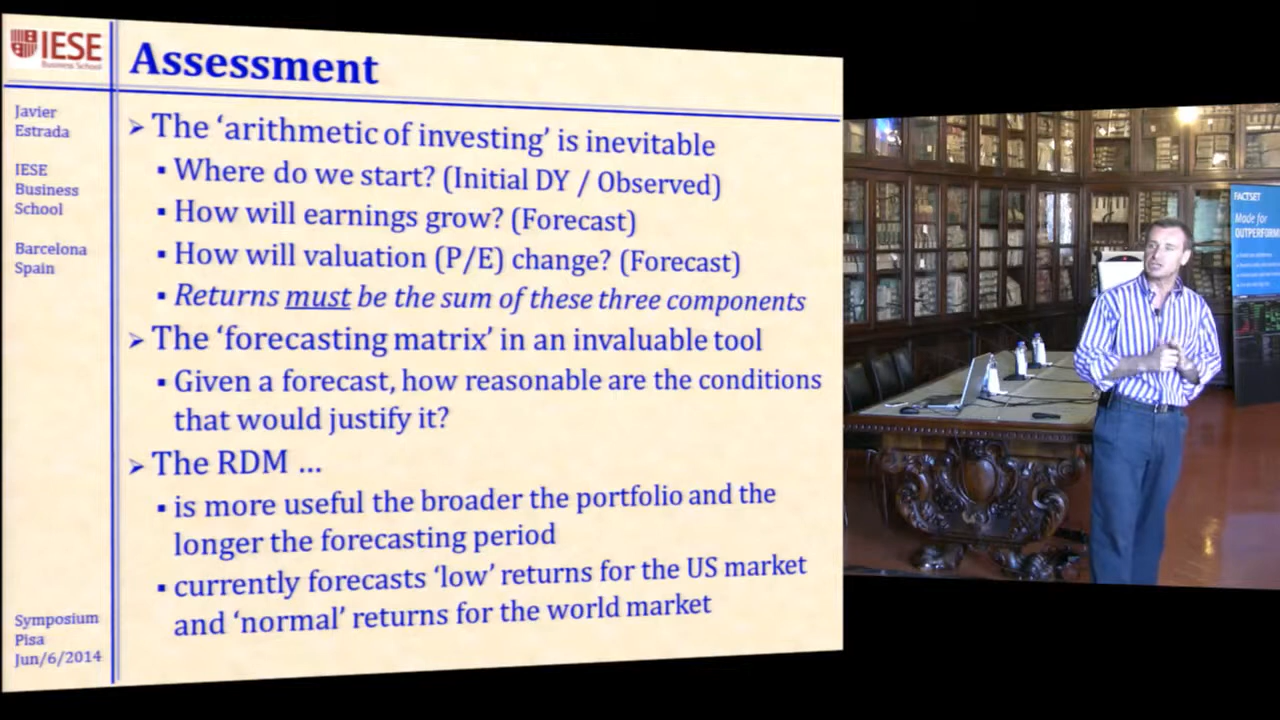 IESE
Business School
Assessment
Javier
Estrada
IESE
Business
School
Barcelona
Spain
Symposium
Pisa
Jun/6/2014
➢ The ‘arithmetic of investing’ is inevitable
▪ Where do we start? (Initial DY / Observed)
▪ How will earnings grow? (Forecast)
▪ How will valuation (P/E) change? (Forecast)
▪ Returns must be the sum of these three components
➢ The ‘forecasting matrix’ in an invaluable tool
▪ Given a forecast, how reasonable are the conditions
that would justify it?
➢ The RDM ...
▪ is more useful the broader the portfolio and the
longer the forecasting period
▪ currently forecasts ‘low’ returns for the US market
and ‘normal’ returns for the world market
FACTSET
Made for